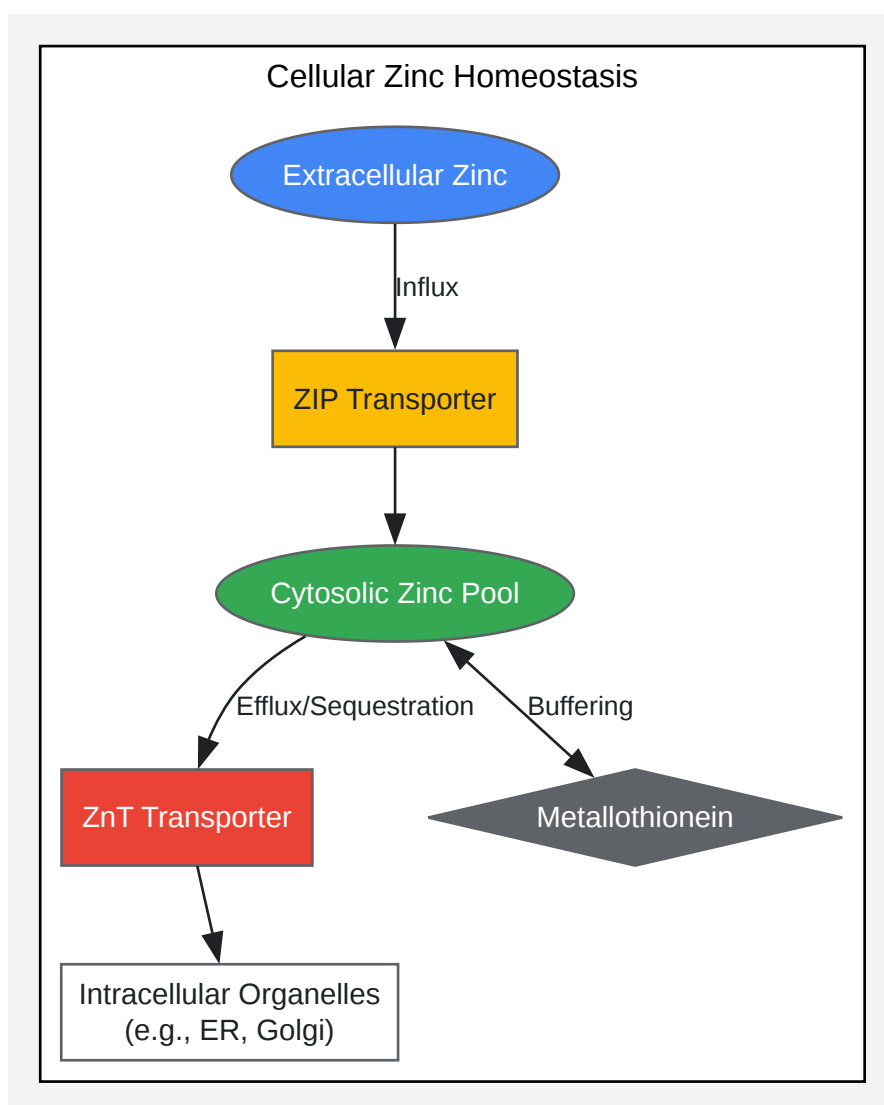 Cellular Zinc Homeostasis
Extracellular Zinc
Influx
ZIP Transporter
Cytosolic Zinc Pool
Efflux/Sequestration
Buffering
ZnT Transporter
Metallothionein
Intracellular Organelles
(e.g., ER, Golgi)